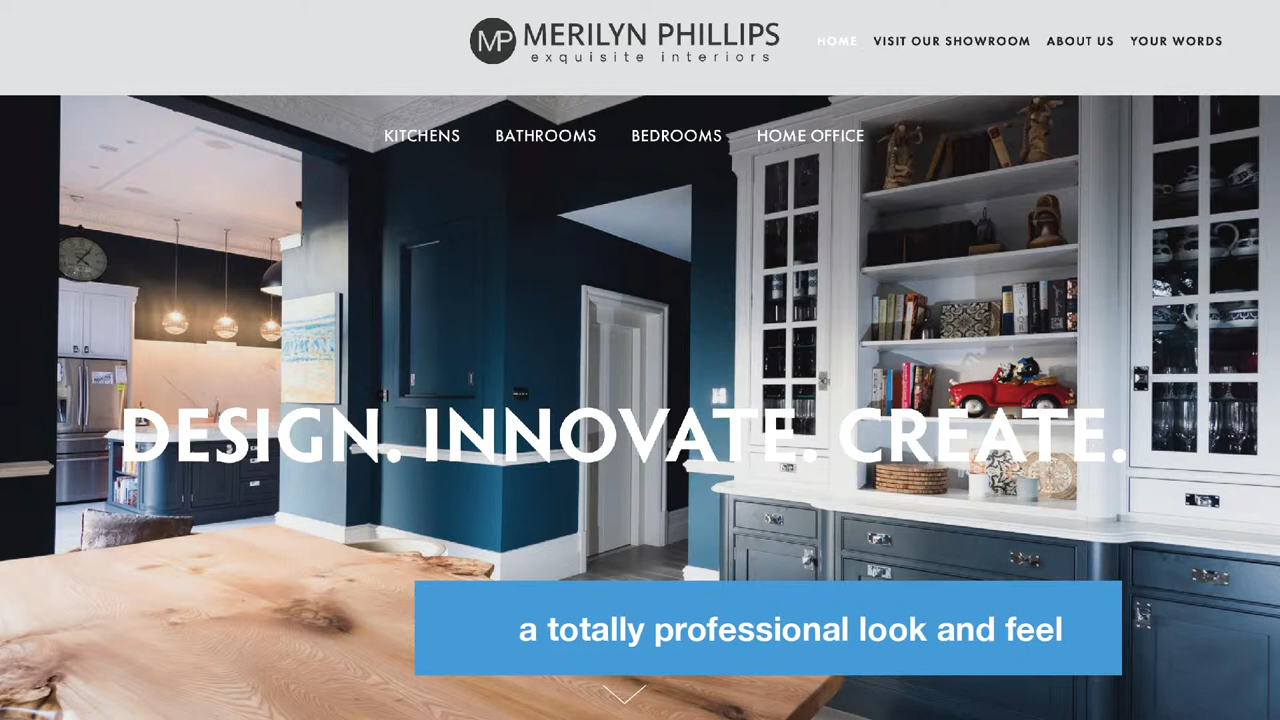 MP MERILYN PHILLIPS
exquisite interiors
HOME VISIT OUR SHOWROOM ABOUT US YOUR WORDS
KITCHENS BATHROOMS BEDROOMS HOME OFFICE
DESIGN. INNOVATE. CREATE.
a totally professional look and feel